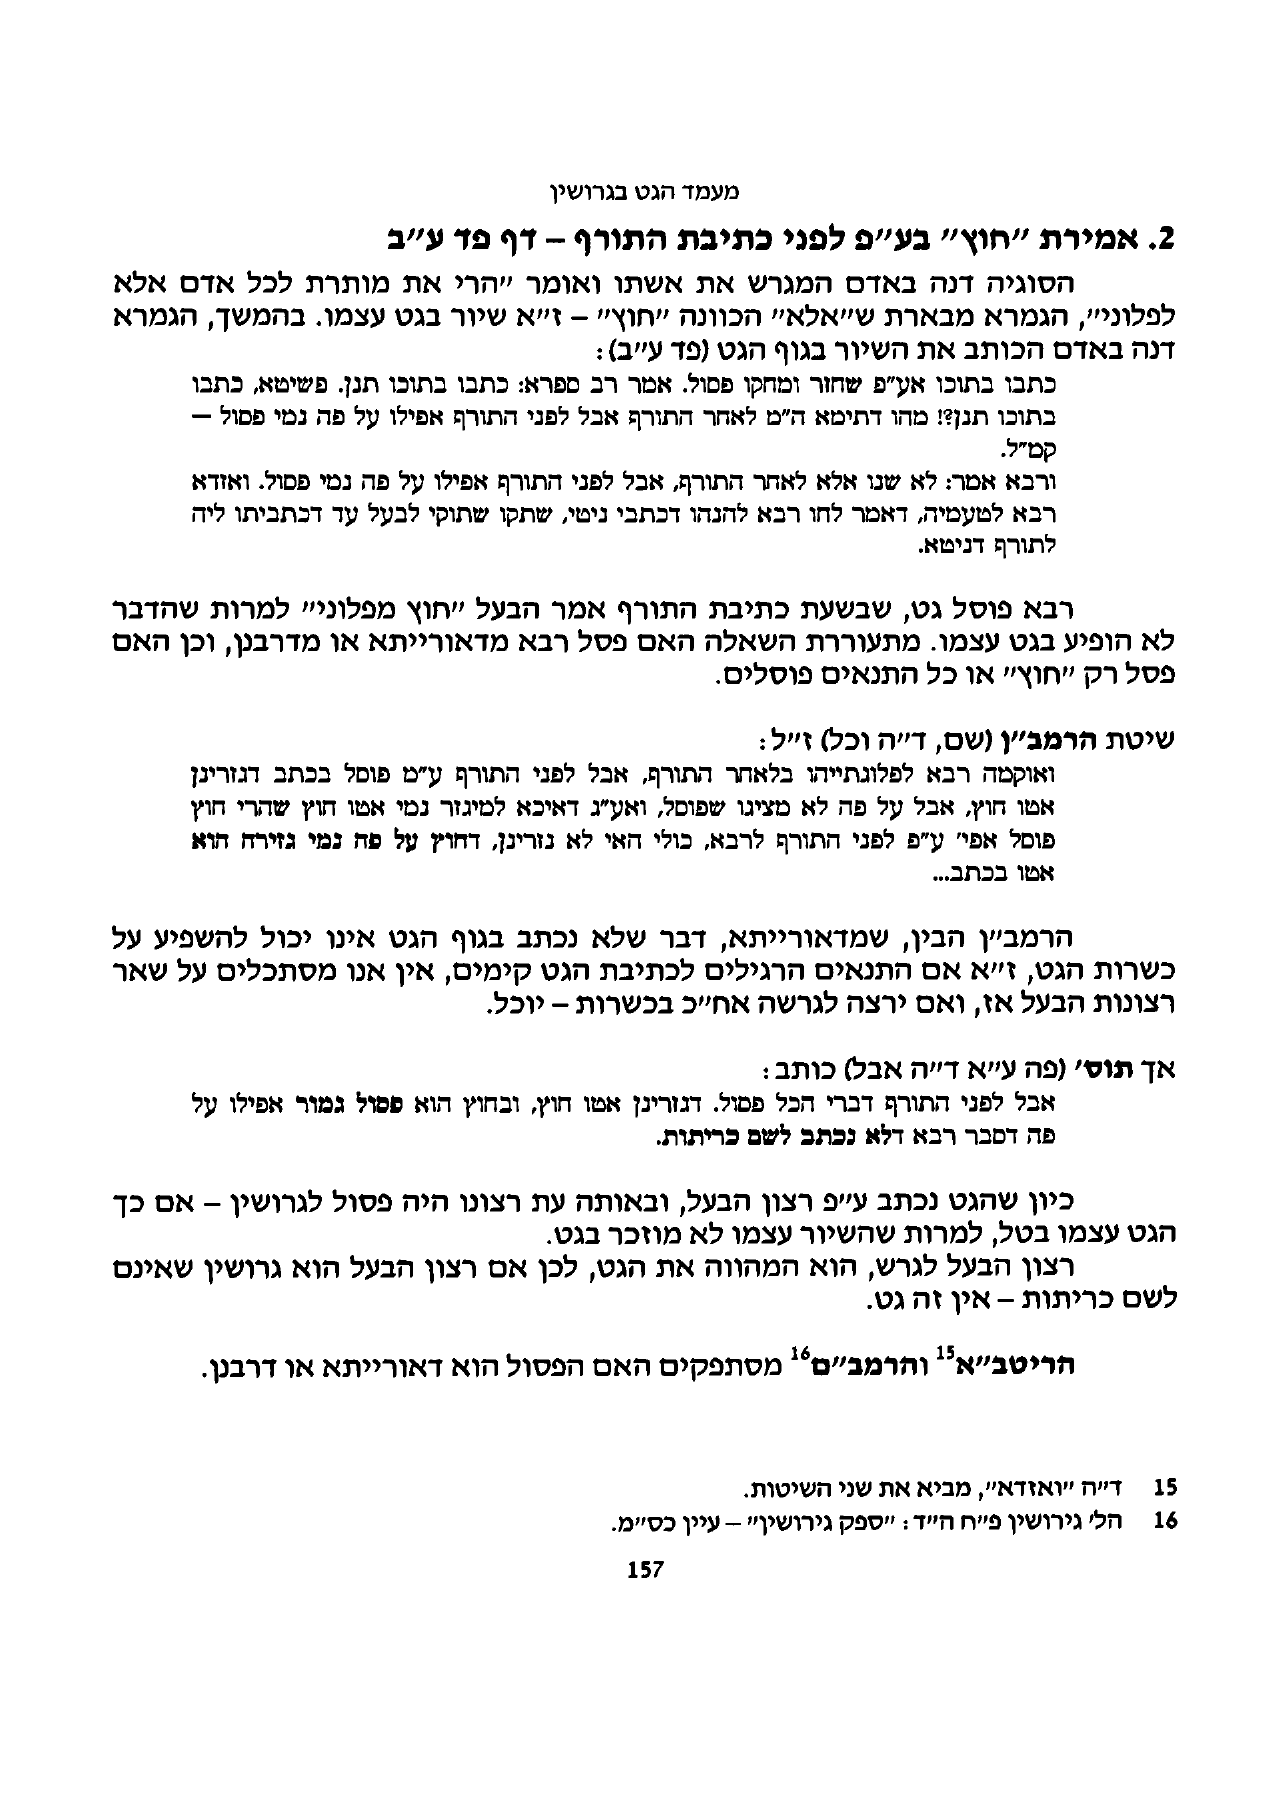 מעמד הגט בגרושין
2. אמירת "חוץ" בע"פ לפני כתיבת התורף – דף פד ע"ב
הסוגיה דנה באדם המגרש את אשתו ואומר "הרי את מותרת לכל אדם אלא
לפלוני", הגמרא מבארת ש"אלא" הכוונה "חוץ" – ז"א שיור בגט עצמו. בהמשך, הגמרא
דנה באדם הכותב את השיור בגוף הגט (פד ע"ב):
כתבו בתוכו אע"פ שחזר ומחקו פסול. אמר רב ספרא: כתבו בתוכו תנן. פשיטא, כתבו
בתוכו תנן?! מהו דתימא ה"מ לאחר התורף אבל לפני התורף אפילו על פה נמי פסול –
קמ"ל.
ורבא אמר: לא שנו אלא לאחר התורף, אבל לפני התורף אפילו על פה נמי פסול. ואזדא
רבא לטעמיה, דאמר להו רבא להנהו דכתבי גיטי, שתקו שתוקי לבעל עד דכתביתו ליה
לתורף דגיטא.
רבא פוסל גט, שבשעת כתיבת התורף אמר הבעל "חוץ מפלוני" למרות שהדבר
לא הופיע בגט עצמו. מתעוררת השאלה האם פסל רבא מדאורייתא או מדרבנן, וכן האם
פסל רק "חוץ" או כל התנאים פוסלים.
שיטת הרמב"ן (שם, ד"ה וכל) ז"ל:
ואוקמה רבא לפלוגתייהו בלאחר התורף, אבל לפני התורף ע"מ פוסל בכתב דגזרינן
אטו חוץ, אבל על פה לא מצינו שפוסל, ואע"ג דאיכא למיגזר נמי אטו חוץ שהרי חוץ
פוסל אפי' ע"פ לפני התורף לרבא, כולי האי לא גזרינן, דחוץ על פה נמי גזירה הוא
אטו בכתב...
הרמב"ן הבין, שמדאורייתא, דבר שלא נכתב בגוף הגט אינו יכול להשפיע על
כשרות הגט, ז"א אם התנאים הרגילים לכתיבת הגט קימים, אין אנו מסתכלים על שאר
רצונות הבעל אז, ואם ירצה לגרשה אח"כ בכשרות – יוכל.
אך תוס' (פה ע"א ד"ה אבל) כותב:
אבל לפני התורף דברי הכל פסול. דגזרינן אטו חוץ, ובחוץ הוא פסול גמור אפילו על
פה דסבר רבא דלא נכתב לשם כריתות.
כיון שהגט נכתב ע"פ רצון הבעל, ובאותה עת רצונו היה פסול לגרושין – אם כך
הגט עצמו בטל, למרות שהשיור עצמו לא מוזכר בגט.
רצון הבעל לגרש, הוא המהווה את הגט, לכן אם רצון הבעל הוא גרושין שאינם
לשם כריתות – אין זה גט.
הריטב"א15 והרמב"ם16 מסתפקים האם הפסול הוא דאורייתא או דרבנן.
15 ד"ה "ואזדא", מביא את שני השיטות.
16 הל' גירושין פ"ח ה"ד: "ספק גירושין" – עיין כס"מ.
157